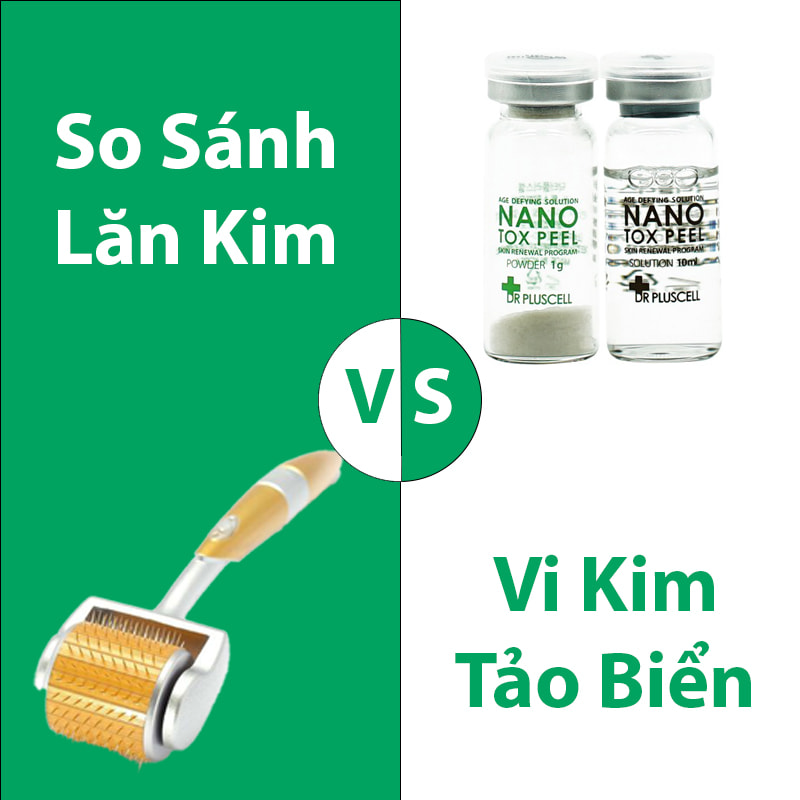 So Sánh
Lăn Kim
AGE DEFYING SOLUTION
NANO
TOX PEEL
SKIN RENEWAL PROGRAM
POWDER 1g
DR PLUSCELL
AGE DEFYING SOLUTION
NANO
TOX PEEL
SKIN RENEWAL PROGRAM
SOLUTION 10ml
DR PLUSCELL
VS
Vi Kim
Tảo Biển